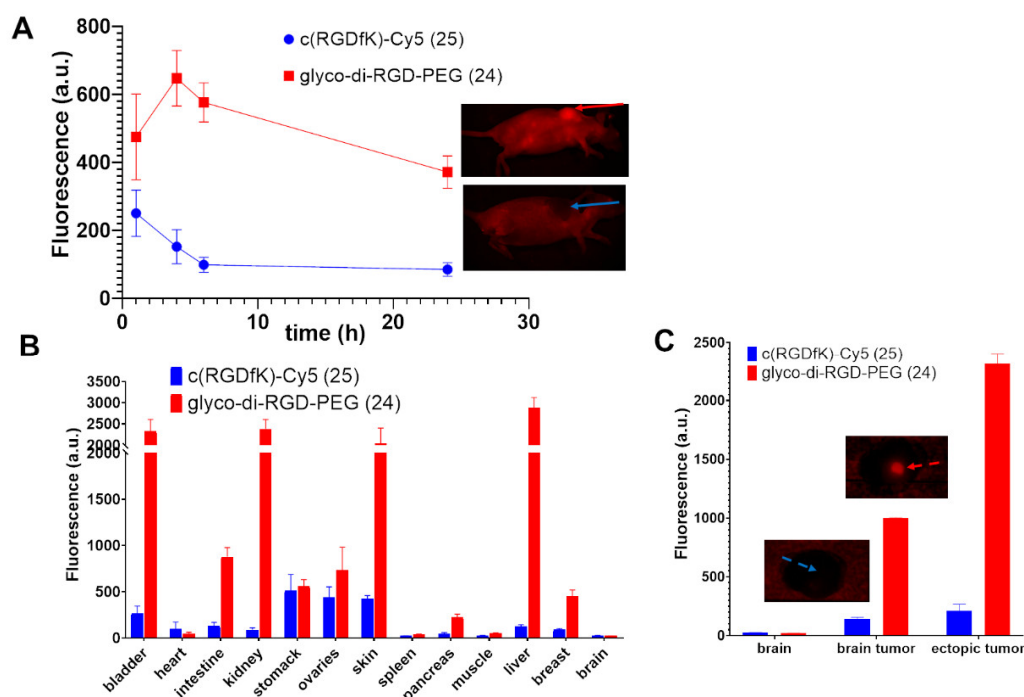 A
800
600
400
200
0
Fluorescence (a.u.)
c(RGDfK)-Cy5 (25)
glyco-di-RGD-PEG (24)
0
10
20
30
time (h)
B
c(RGDfK)-Cy5 (25)
glyco-di-RGD-PEG (24)
3500
3000
2500
2000
2000
1500
1000
500
0
Fluorescence (a.u.)
bladder
heart
intestine
kidney
stomack
ovaries
skin
spleen
pancreas
muscle
liver
breast
brain
C
c(RGDfK)-Cy5 (25)
glyco-di-RGD-PEG (24)
2500
2000
1500
1000
500
0
Fluorescence (a.u.)
brain
brain tumor
ectopic tumor